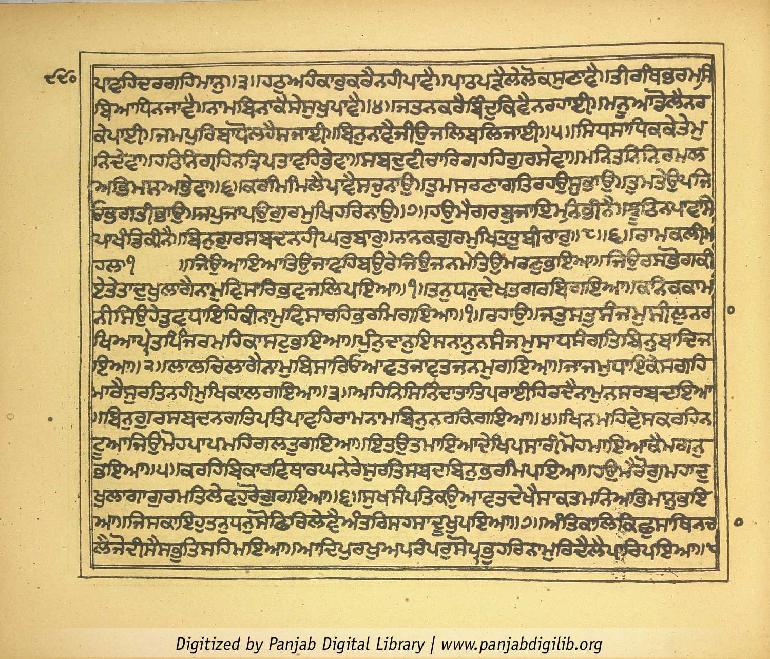 ੯੬੦
ਪਾਵਹਿਦਰਗਹਿਮਾਨੁ॥੩॥ਹਠੁਅਹੰਕਾਰੁਕਰੈਨਹੀਪਾਵੈ॥ਪਾਠਪੜੈਲੇਲੋਕਸੁਣਾਵੈ॥ਤੀਰਥਿਭਰਮਸਿ
ਬਿਆਧਿਨਜਾਵੈ॥ਨਾਮਬਿਨਾਕੈਸੇਸੁਖੁਪਾਵੈ॥੪॥ਜਤਨਕਰੈਬਿੰਦੁਕਿਵੈਨਰਹਾਈ॥ਮਨੂਆਡੋਲੈਨਰ
ਕੇਪਾਈ॥ਜਮਪੁਰਿਬਾਧੋਲਹੈਸਜਾਈ॥ਬਿਨੁਨਾਵੈਜੀਉਜਲਿਬਲਿਜਾਈ॥੫॥ਸਿਧਸਾਧਿਕਕੇਤੇਮੁ
ਨਿਦੇਵਾ॥ਹਠਿਨਿਗ੍ਰਹਿਨਤ੍ਰਿਪਤਾਵਹਿਭੇਵਾ॥ਸਬਦੁਵੀਚਾਰਿਗਹਹਿਗੁਰਸੇਵਾ॥ਮਨਿਤਨਿਨਿਰਮਲ
ਅਭਿਮਾਨਅਭੇਵਾ॥੬॥ਕਰਮਿਮਿਲੈਪਾਵੈਸਚੁਨਾਉ॥ਤੁਮਸਰਣਾਗਤਿਰਹਉਸੁਭਾਉ॥ਤੁਮਤੇਉਪਜਿ
ਓਭਗਤੀਭਾਉ॥ਜਪੁਜਾਪਉਗੁਰਮੁਖਿਹਰਿਨਾਉ॥੭॥ਹਉਮੈਗਰਬੁਜਾਇਮਨਭੀਨੈ॥ਝੂਠਿਨਪਾਵਸਿ
ਪਾਖੰਡਿਕੀਨੈ॥ਬਿਨੁਗੁਰਸਬਦਨਹੀਘਰੁਬਾਰੁ॥ਨਾਨਕਗੁਰਮੁਖਿਤਤੁਬੀਚਾਰੁ॥੮॥੬॥ਰਾਮਕਲੀਮ
ਹਲਾ੧ ॥ਜਿਉਆਇਆਤਿਉਜਾਵਹਿਬਉਰੇਜਿਉਜਨਮੇਤਿਉਮਰਣੁਭਇਆ॥ਜਿਉਰਸਭੋਗਕੀ
ਏਤੇਤਾਦੁਖੁਲਾਗੈਨਾਮੁਵਿਸਾਰਿਭਵਜਲਿਪਇਆ॥੧॥ਤਨੁਧਨੁਦੇਖਤਗਰਬਿਗਇਆ॥ਕਨਿਕਕਾਮ
ਨੀਸਿਉਹੇਤੁਵਧਾਇਹਿਕੀਨਾਮੁਵਿਸਾਰਹਿਭਰਮਿਗਇਆ॥੧॥ਰਹਾਉ॥ਜਤੁਸਤੁਸੰਜਮੁਸੀਲੁਨਰਾ
ਖਿਆਪ੍ਰੇਤਪਿੰਜਰਮਹਿਕਾਸਟੁਭਇਆ॥ਪੁੰਨੁਦਾਨੁਇਸਨਾਨੁਨਸੰਜਮੁਸਾਧਸੰਗਤਿਬਿਨੁਬਾਦਿਜ
ਇਆ॥੨॥ਲਾਲਚਿਲਾਗੈਨਾਮੁਬਿਸਾਰਿਓਆਵਤਜਾਵਤਜਨਮੁਗਇਆ॥ਜਾਜਮੁਧਾਇਕੇਸਗਹਿ
ਮਾਰੈਸੁਰਤਿਨਹੀਮੁਖਿਕਾਲਗਇਆ॥੩॥ਅਹਿਨਿਸਿਨਿੰਦਾਤਾਤਿਪਰਾਈਹਿਰਦੈਨਾਮੁਨਸਰਬਦਇਆ
॥ਬਿਨੁਗੁਰਸਬਦਨਗਤਿਪਤਿਪਾਵਹਿਰਾਮਨਾਮਬਿਨੁਨਰਕਿਗਇਆ॥੪॥ਖਿਨਮਹਿਵੇਸਕਰਹਿਨ
ਟੂਆਜਿਉਮੋਹਪਾਪਮਹਿਗਲਤੁਗਇਆ॥ਇਤਉਤਮਾਇਆਦੇਖਿਪਸਾਰੀਮੋਹਮਾਇਆਕੈਮਗਨੁ
ਭਇਆ॥੫॥ਕਰਹਿਬਿਕਾਰਵਿਥਾਰਘਨੇਰੇਸੁਰਤਿਸਬਦਬਿਨੁਭਰਮਿਪਇਆ॥ਹਉਮੈਰੋਗੁਮਹਾਦੁ
ਖੁਲਾਗਾਗੁਰਮਤਿਲੇਵਹੁਰੋਗੁਗਇਆ॥੬॥ਸੁਖਸੰਪਤਿਕਉਆਵਤਦੇਖੈਸਾਕਤਮਨਿਅਭਿਮਾਨੁਭਇ
ਆ॥ਜਿਸਕਾਇਹੁਤਨੁਧਨੁਸੋਫਿਰਿਲੇਵੈਅੰਤਰਿਸਹਸਾਦੂਖੁਪਇਆ॥੭॥ਅੰਤਿਕਾਲਿਕਿਛੁਸਾਥਿਨਚਾ
ਲੈਜੋਦੀਸੈਸਭੁਤਿਸਹਿਮਇਆ॥ਆਦਿਪੁਰਖੁਅਪਰੰਪਰੁਸੋਪ੍ਰਭੁਹਰਿਨਾਮੁਰਿਦੈਲੈਪਾਰਿਪਇਆ॥੮
Digitized by Panjab Digital Library | www.panjabdigilib.org